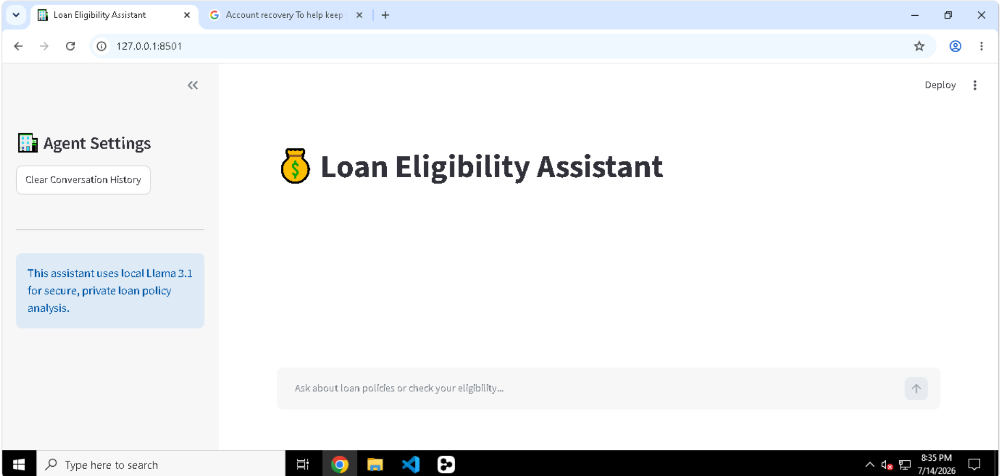 Loan Eligibility Assistant
Account recovery To help keep
127.0.0.1:8501
Deploy
Agent Settings
Clear Conversation History
This assistant uses local Llama 3.1
for secure, private loan policy
analysis.
Loan Eligibility Assistant
Ask about loan policies or check your eligibility...
Type here to search
8:35 PM
7/14/2026